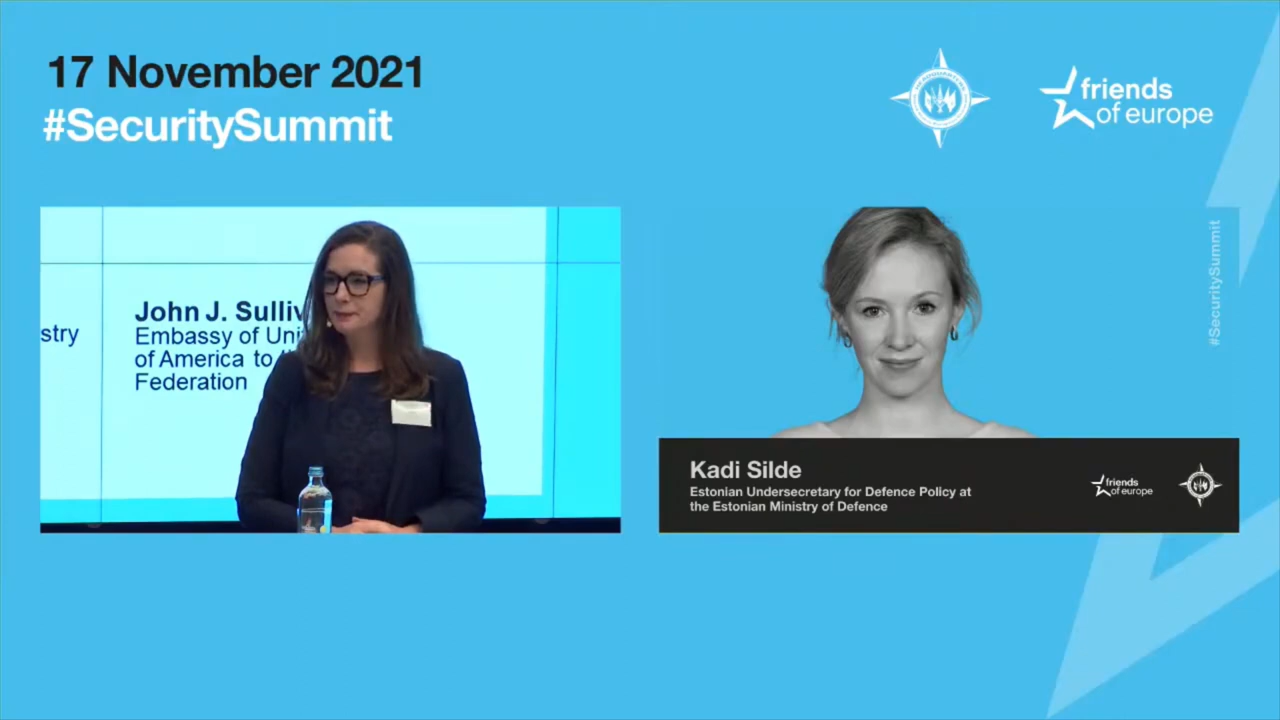 17 November 2021
#SecuritySummit
friends
of europe
stry
John J. Sulliv
Embassy of Uni
of America to
Federation
#SecuritySummit
Kadi Silde
Estonian Undersecretary for Defence Policy at
the Estonian Ministry of Defence
friends
of europe